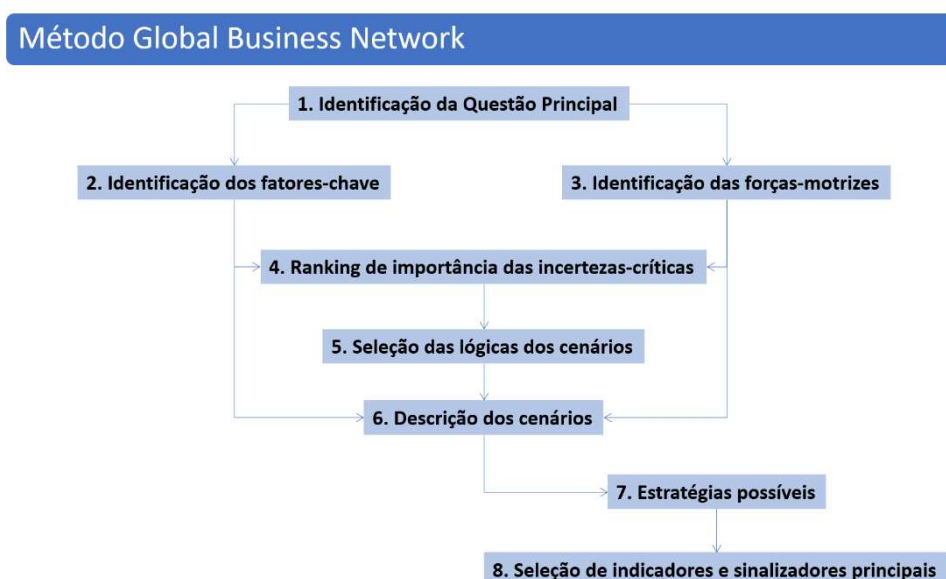 Método Global Business Network
1. Identificação da Questão Principal
2. Identificação dos fatores-chave
3. Identificação das forças-motrizes
4. Ranking de importância das incertezas-críticas
5. Seleção das lógicas dos cenários
6. Descrição dos cenários
7. Estratégias possíveis
8. Seleção de indicadores e sinalizadores principais